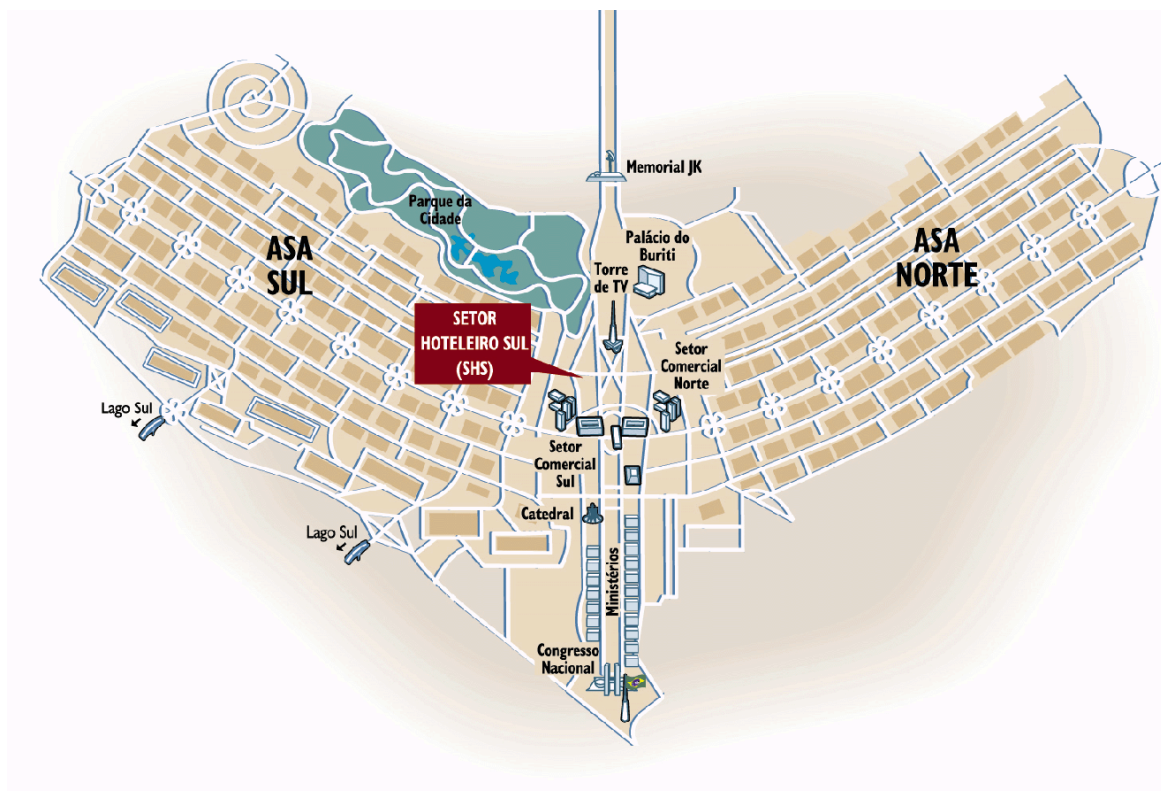 Memorial JK
Parque da
Cidade
ASA
SUL
Palácio do
Buriti
ASA
NORTE
Torre
de TV
SETOR
HOTELEIRO SUL
(SHS)
Setor
Comercial
Norte
Lago Sul
Setor
Comercial
Sul
Catedral
Lago Sul
Ministérios
Congresso
Nacional